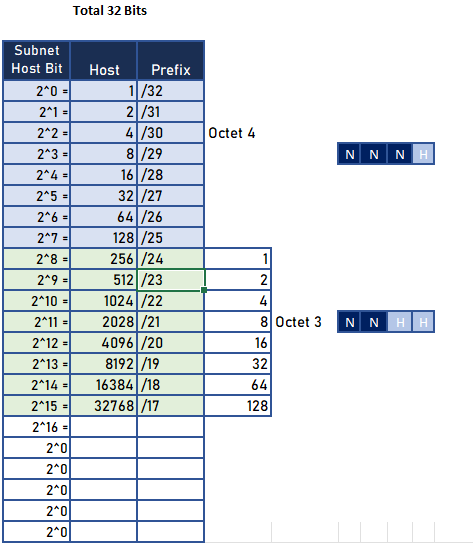 Total 32 Bits
Subnet
Host Bit Host Prefix
2^0 = 1 /32
2^1 = 2 /31
2^2 = 4 /30 Octet 4
2^3 = 8 /29 N N N H
2^4 = 16 /28
2^5 = 32 /27
2^6 = 64 /26
2^7 = 128 /25
2^8 = 256 /24 1
2^9 = 512 /23 2
2^10 = 1024 /22 4
2^11 = 2028 /21 8 Octet 3 N N H H
2^12 = 4096 /20 16
2^13 = 8192 /19 32
2^14 = 16384 /18 64
2^15 = 32768 /17 128
2^16 =
2^0
2^0
2^0
2^0
2^0